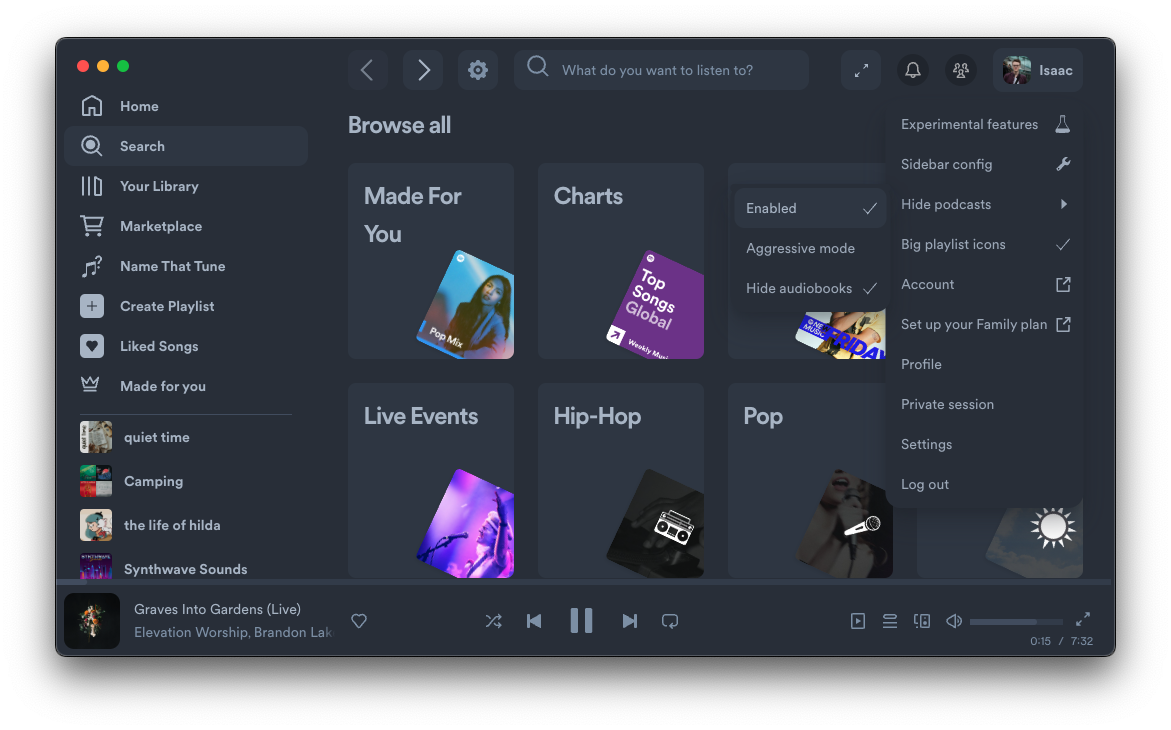 What do you want to listen to?
Isaac
Home
Search
Your Library
Marketplace
Name That Tune
Create Playlist
Liked Songs
Made for you
quiet time
Camping
the life of hilda
Synthwave Sounds
Browse all
Made For
You
Pop Mix
Charts
Top
Songs
Global
Weekly Mus
NE
MUSIC
FRIDAY
Live Events
Hip-Hop
Pop
Enabled
Aggressive mode
Hide audiobooks
Experimental features
Sidebar config
Hide podcasts
Big playlist icons
Account
Set up your Family plan
Profile
Private session
Settings
Log out
Graves Into Gardens (Live)
Elevation Worship, Brandon Lak
0:15 / 7:32